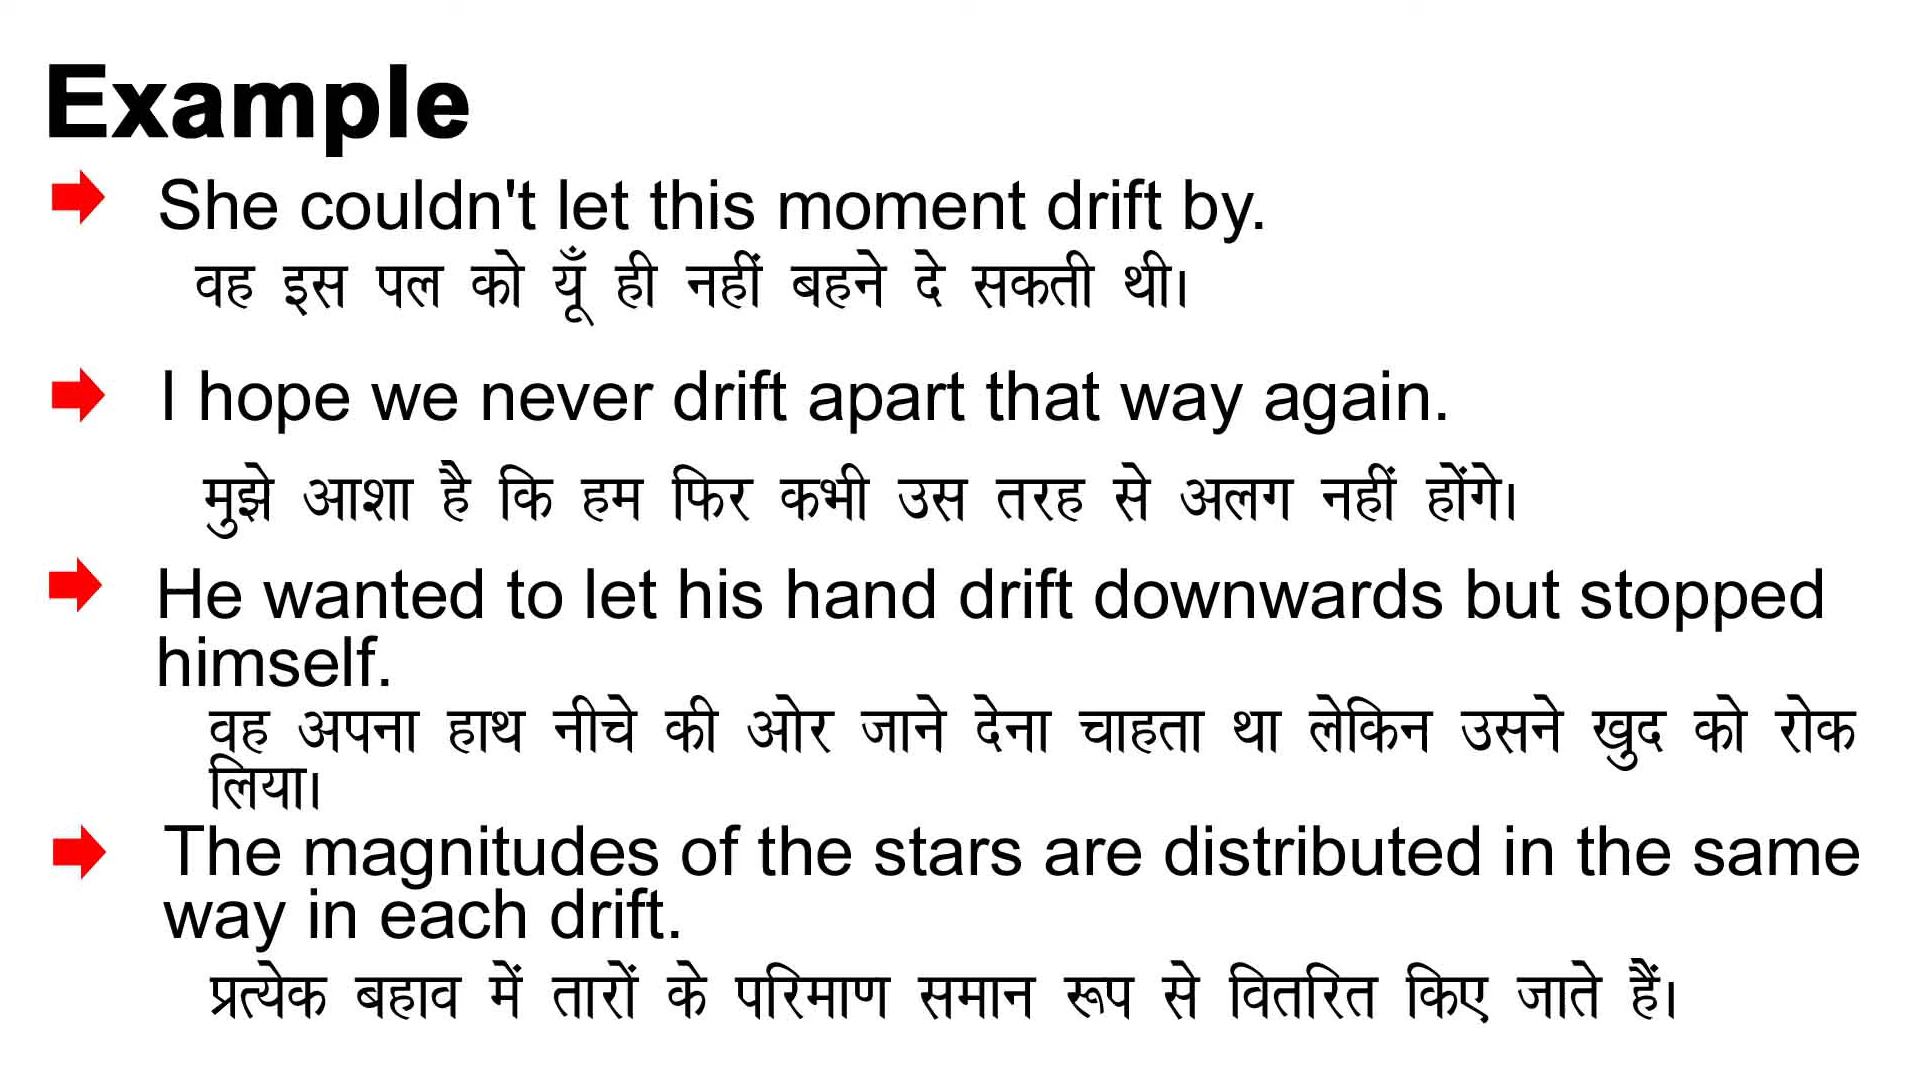 Example
She couldn't let this moment drift by.
वह इस पल को यूँ ही नहीं बहने दे सकती थी।
I hope we never drift apart that way again.
मुझे आशा है कि हम फिर कभी उस तरह से अलग नहीं होंगे।
He wanted to let his hand drift downwards but stopped
himself.
वह अपना हाथ नीचे की ओर जाने देना चाहता था लेकिन उसने खुद को रोक
लिया।
The magnitudes of the stars are distributed in the same
way in each drift.
प्रत्येक बहाव में तारों के परिमाण समान रूप से वितरित किए जाते हैं।